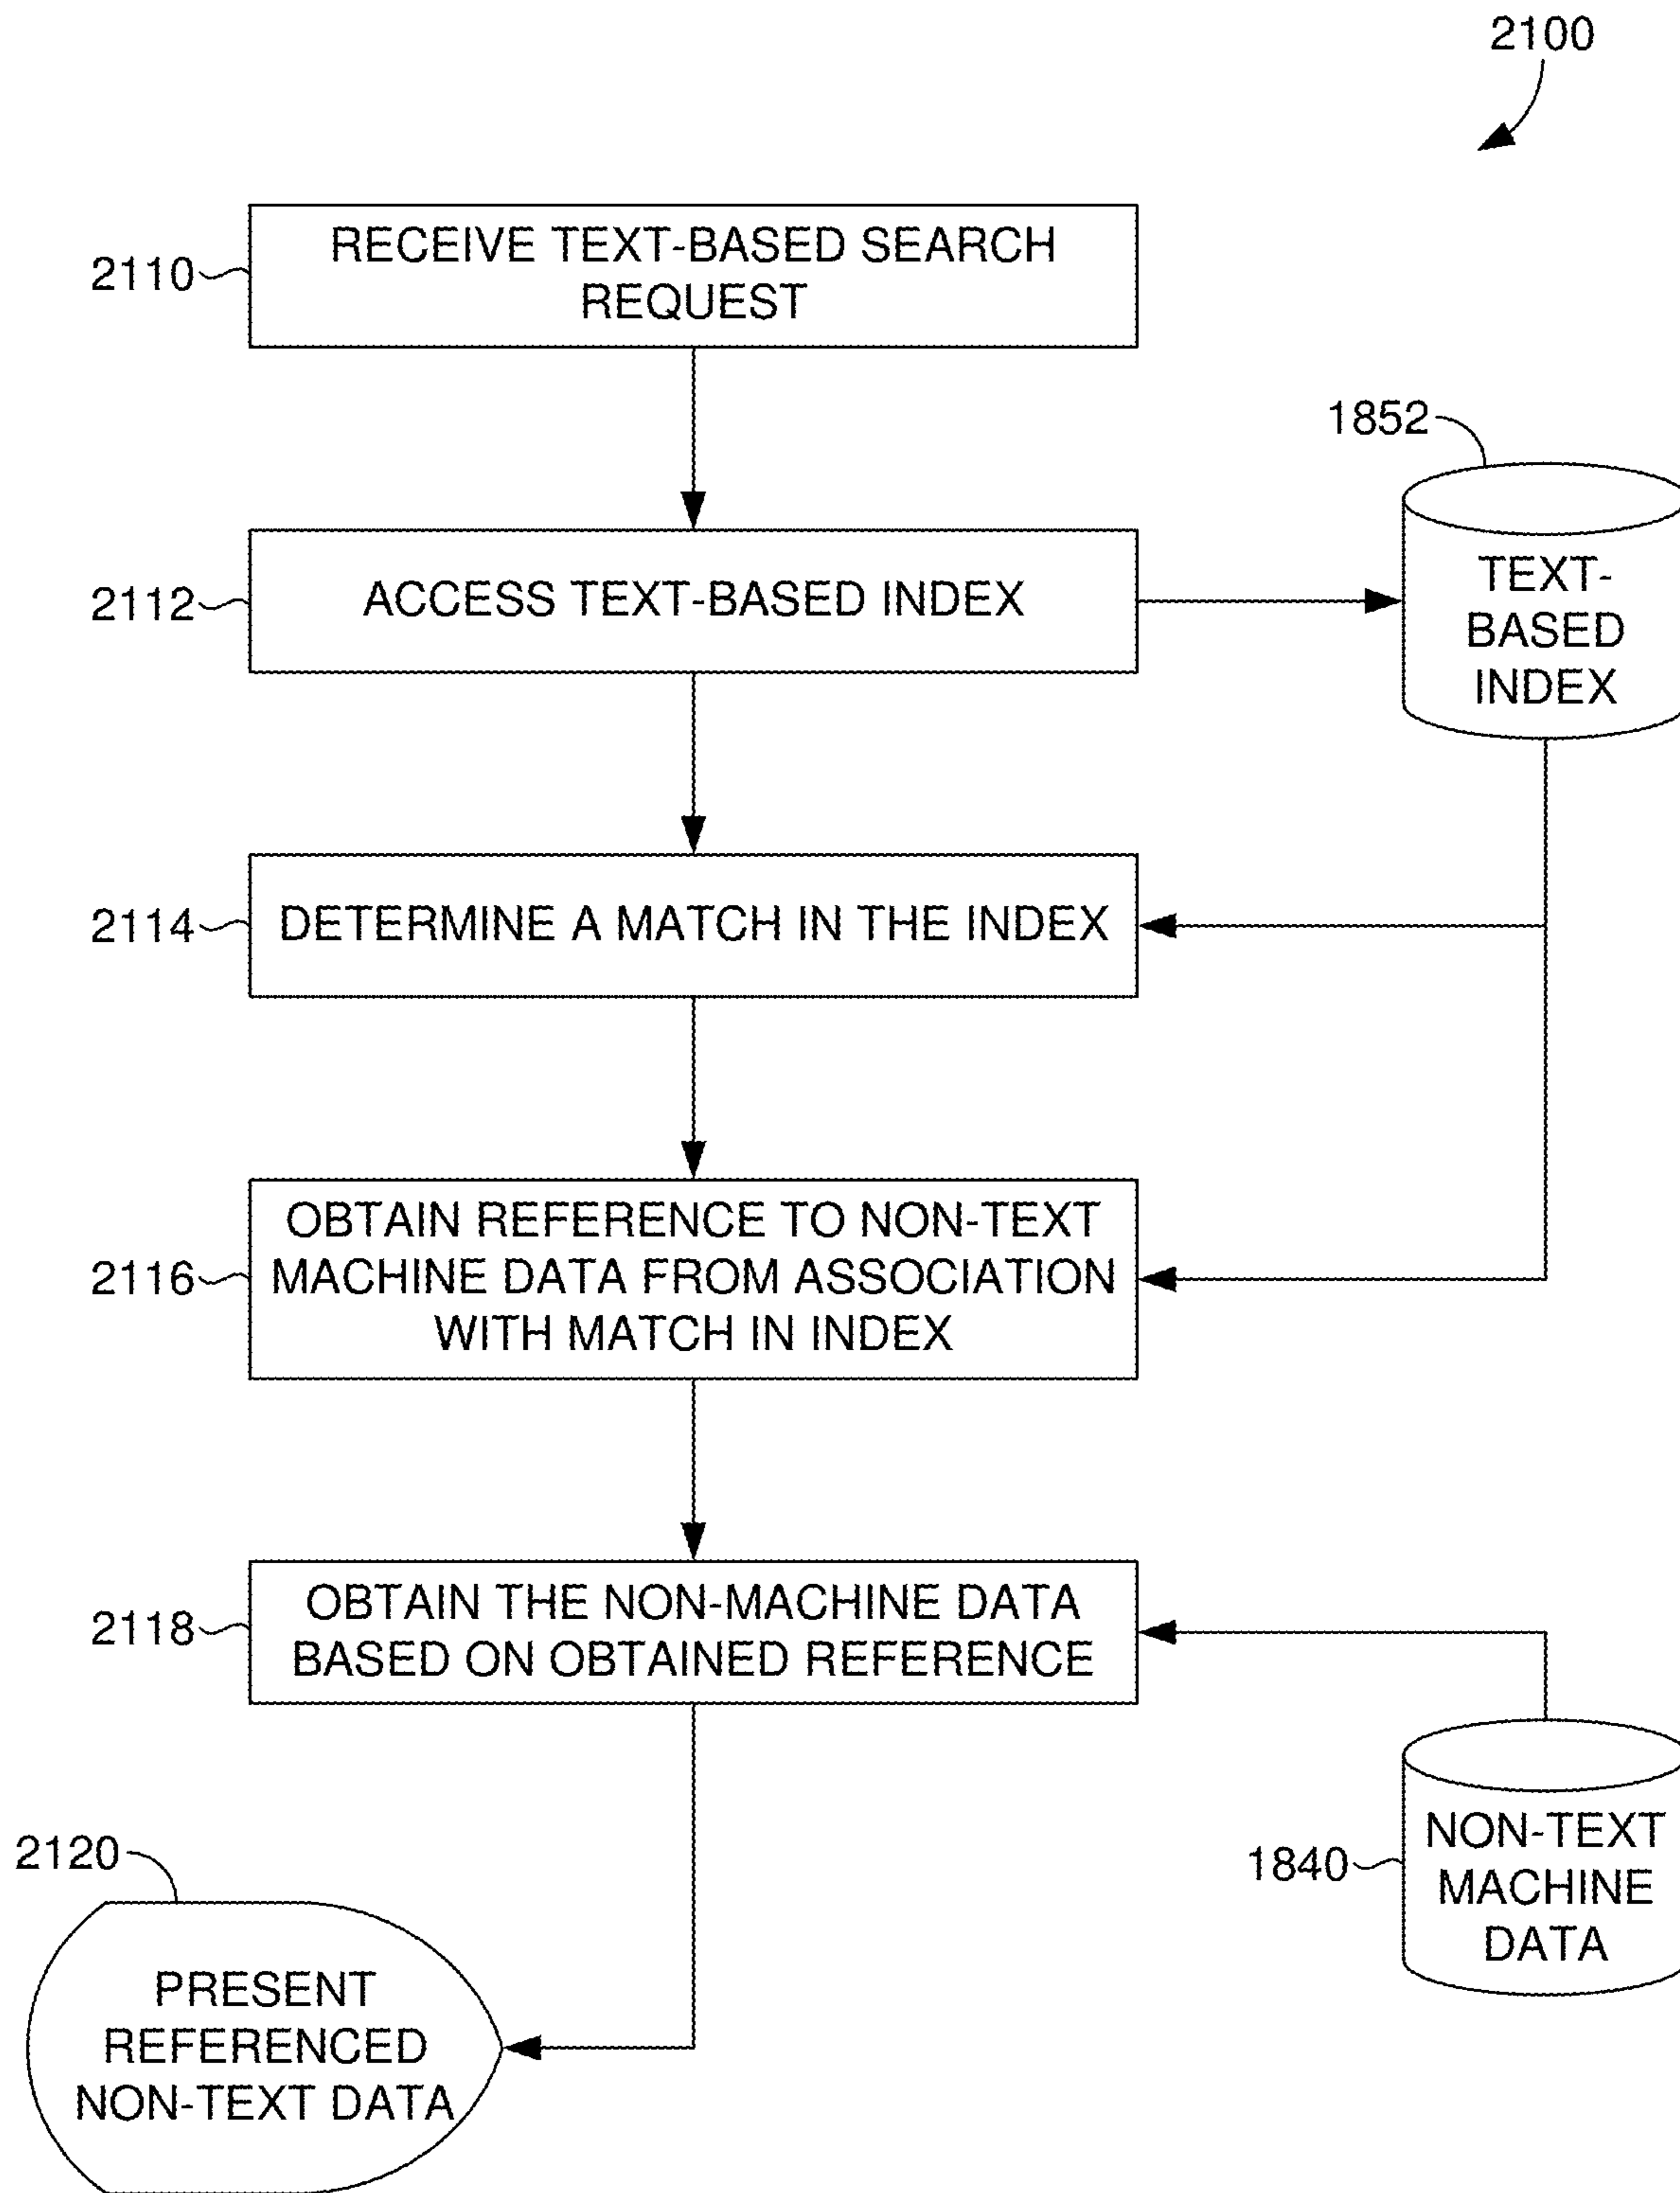 2100
2110
RECEIVE TEXT-BASED SEARCH
REQUEST
1852
2112
ACCESS TEXT-BASED INDEX
TEXT-
BASED
INDEX
2114
DETERMINE A MATCH IN THE INDEX
2116
OBTAIN REFERENCE TO NON-TEXT
MACHINE DATA FROM ASSOCIATION
WITH MATCH IN INDEX
2118
OBTAIN THE NON-MACHINE DATA
BASED ON OBTAINED REFERENCE
1840
NON-TEXT
MACHINE
DATA
2120
PRESENT
REFERENCED
NON-TEXT DATA